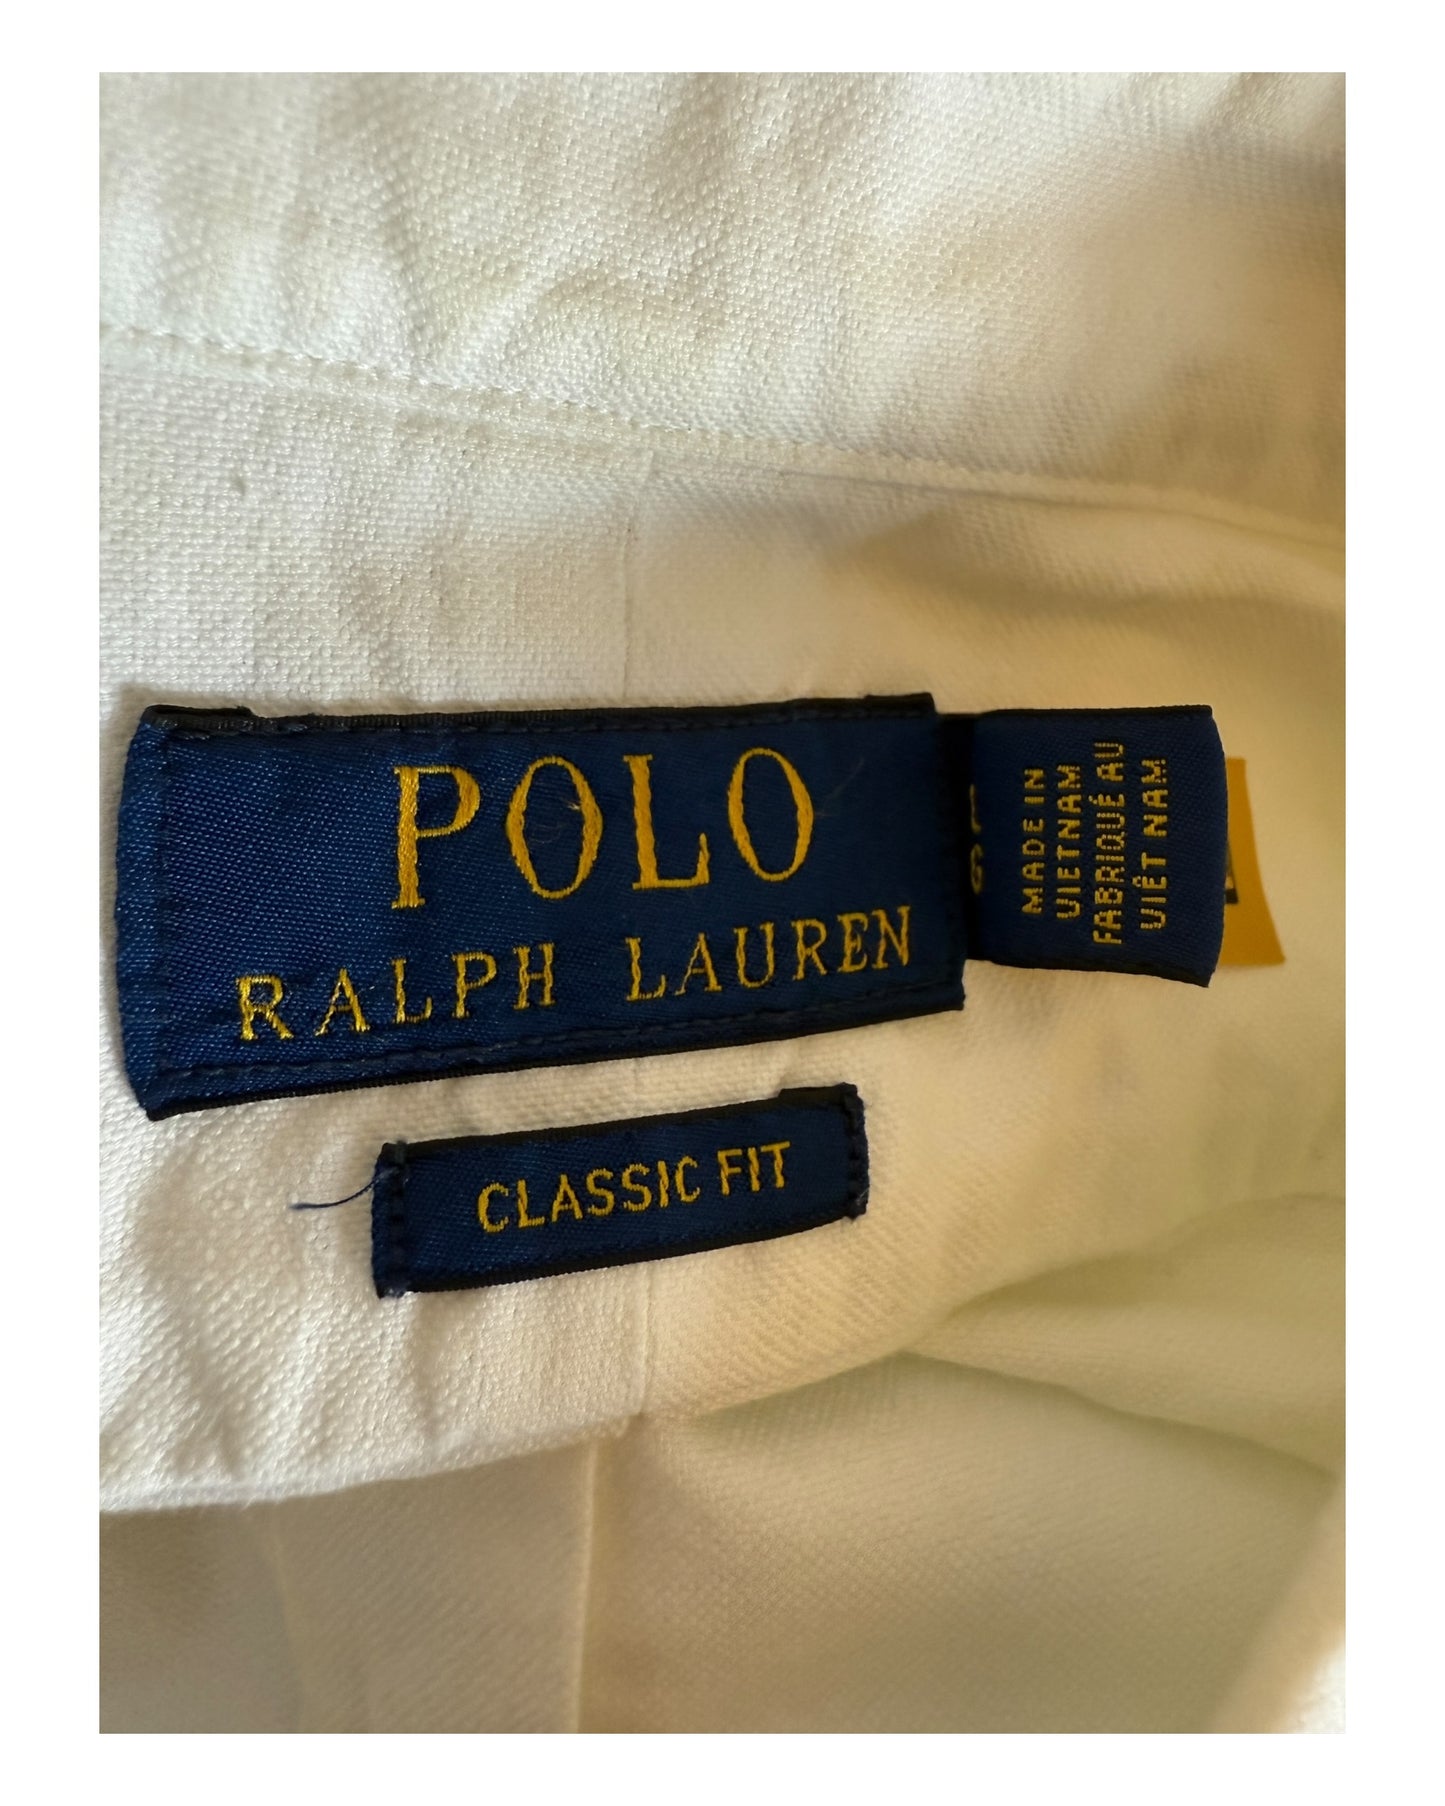 POLO
RALPH LAUREN
CLASSIC FIT
MADE IN
VIETNAM
FABRIQUÉ AU
VIÊT NAM